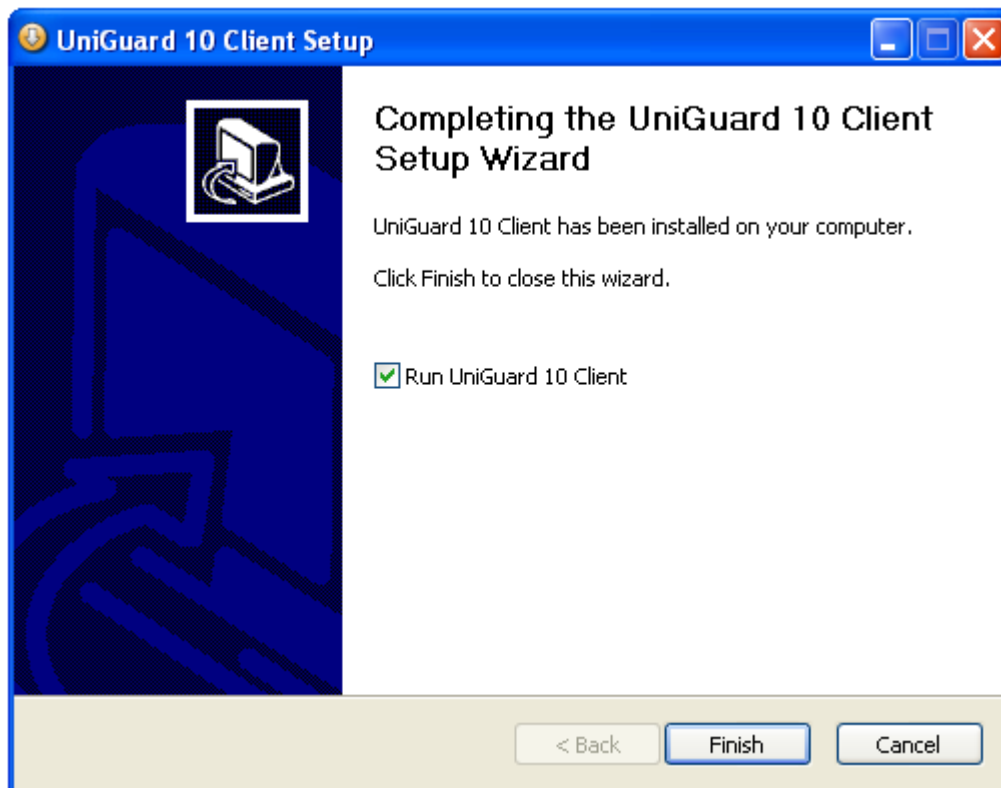 UniGuard 10 Client Setup
Completing the UniGuard 10 Client
Setup Wizard
UniGuard 10 Client has been installed on your computer.
Click Finish to close this wizard.
Run UniGuard 10 Client
< Back
Finish
Cancel